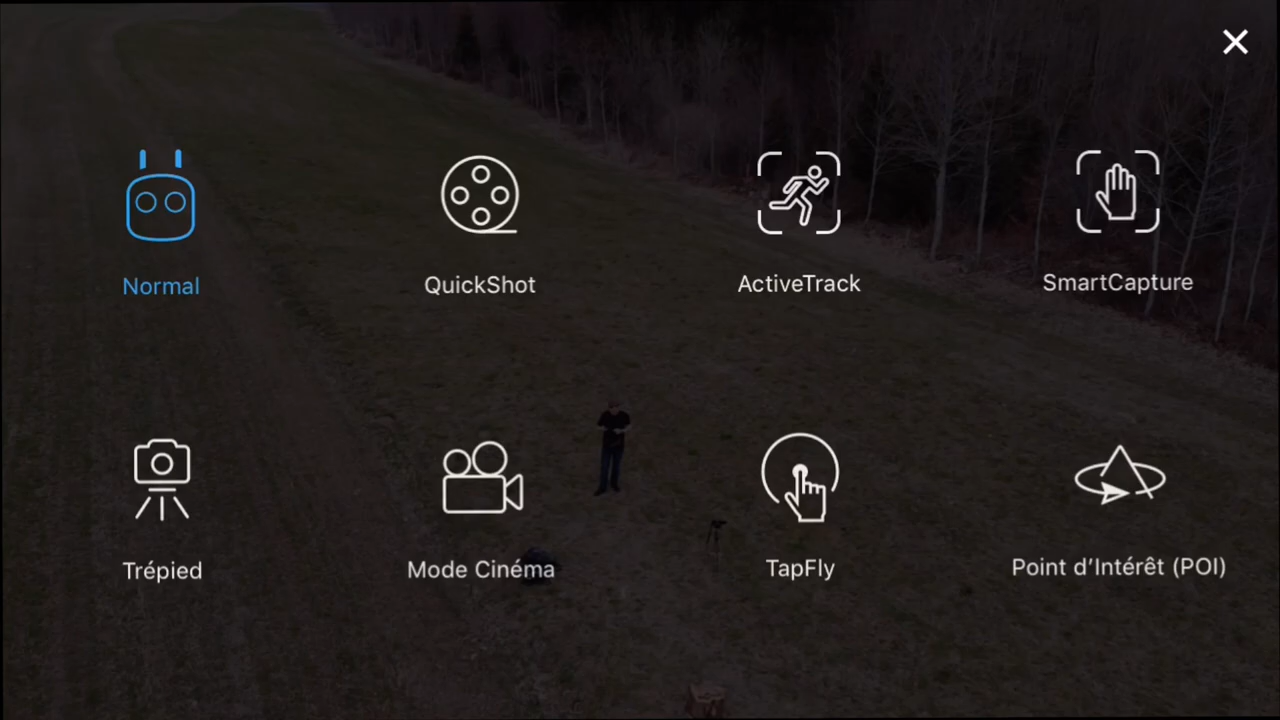 Normal
QuickShot
ActiveTrack
SmartCapture
Trépied
Mode Cinéma
TapFly
Point d’Intérêt (POI)